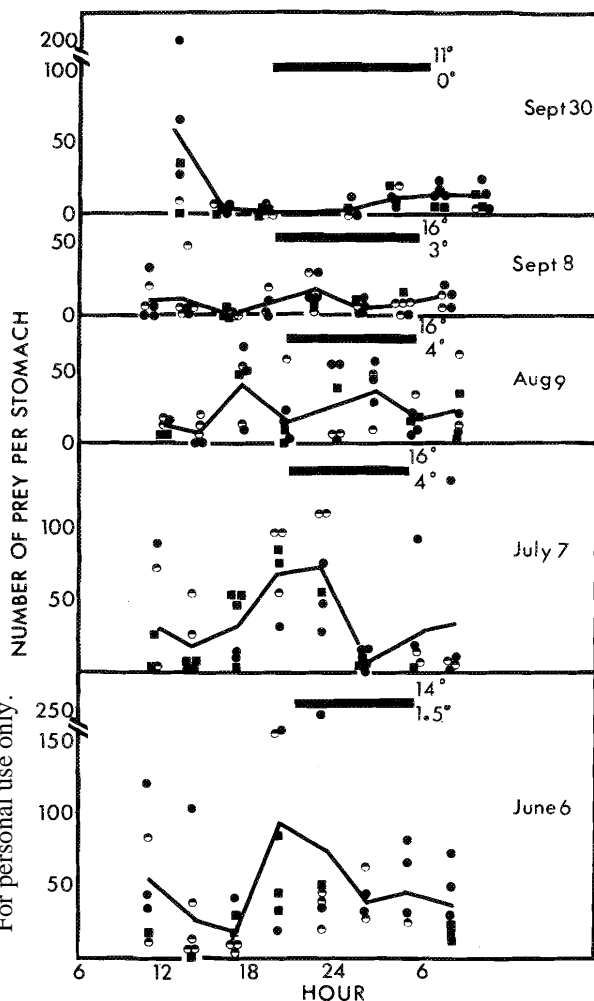 200
100
50
0
11°
0°
Sept 30
50
0
16°
3°
Sept 8
50
0
16°
4°
Aug 9
100
50
16°
4°
July 7
250
150
100
50
14°
1.5°
June 6
6 12 18 24 6
HOUR
NUMBER OF PREY PER STOMACH
For personal use only.